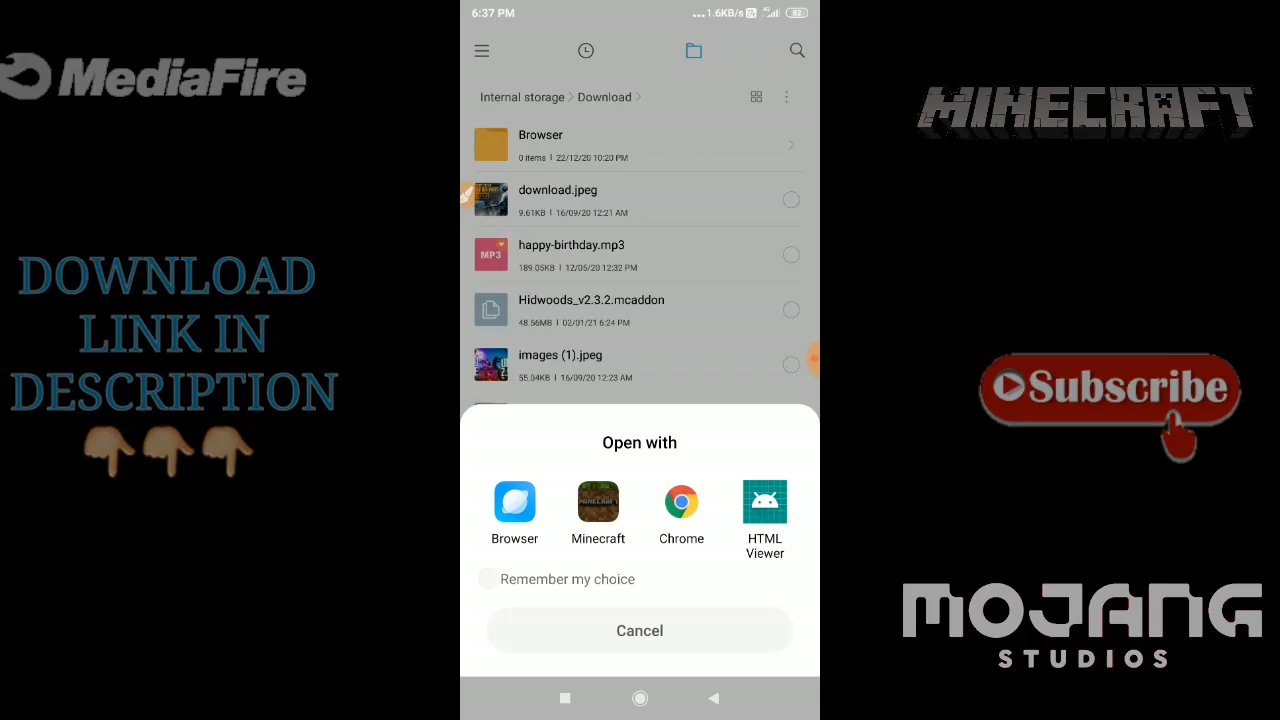 MediaFire
DOWNLOAD
LINK IN
DESCRIPTION
6:37 PM
...1.6KB/s
4G
82
Internal storage
Download
Browser
0 items | 22/12/20 10:20 PM
download.jpeg
9.61KB | 16/09/20 12:21 AM
MP3
happy-birthday.mp3
189.05KB | 12/05/20 12:32 PM
Hidwoods_v2.3.2.mcaddon
48.56MB | 02/01/21 6:24 PM
images (1).jpeg
55.04KB | 16/09/20 12:23 AM
Open with
MINECRAFT
Browser
Minecraft
Chrome
HTML
Viewer
Remember my choice
Cancel
MINECRAFT
Subscribe
MOJANG
STUDIOS